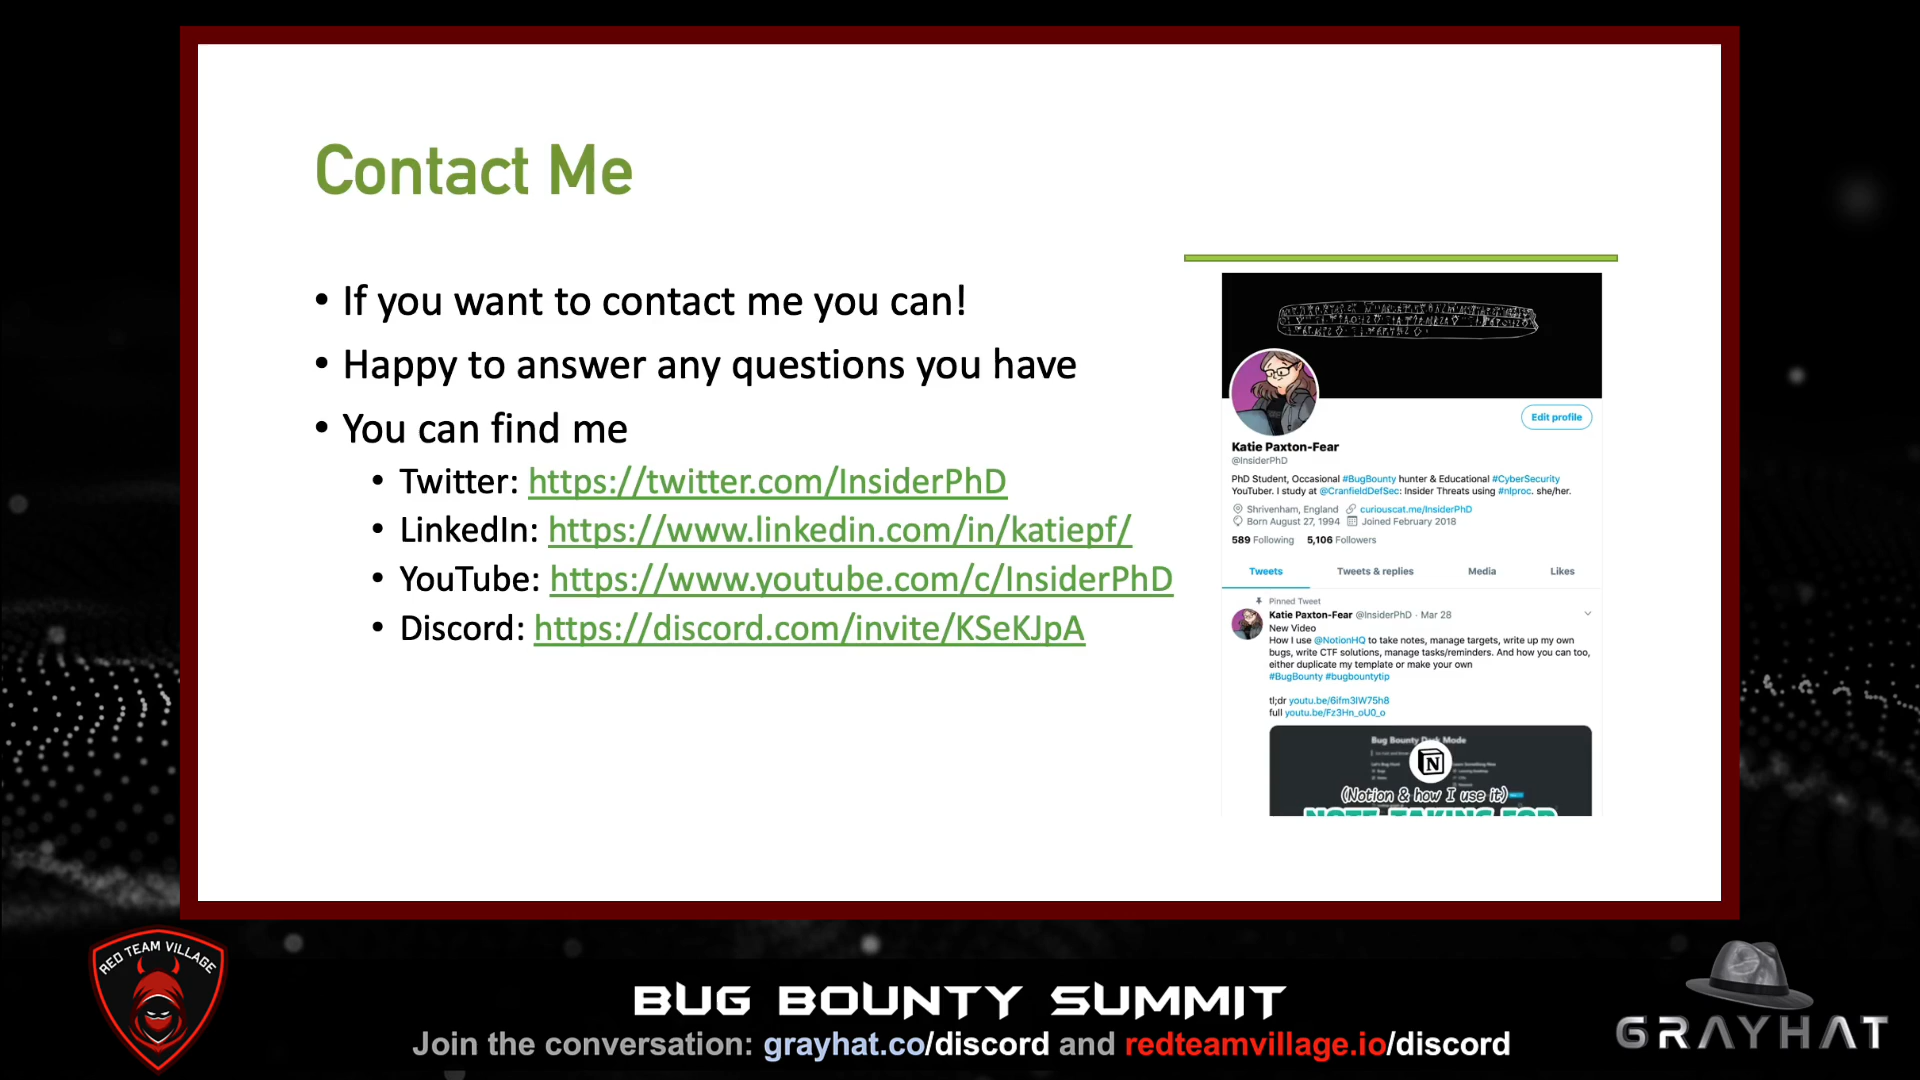 Contact Me
• If you want to contact me you can!
• Happy to answer any questions you have
• You can find me
• Twitter: https://twitter.com/InsiderPhD
• LinkedIn: https://www.linkedin.com/in/katiepf/
• YouTube: https://www.youtube.com/c/InsiderPhD
• Discord: https://discord.com/invite/KSeKJpA
Edit profile
Katie Paxton-Fear
@InsiderPhD
PhD Student, Occasional #BugBounty hunter & Educational #CyberSecurity
YouTuber. I study at @CranfieldDefSec: Insider Threats using #nlproc. she/her.
Shrivenham, England curiouscat.me/InsiderPhD
Born August 27, 1994 Joined February 2018
589 Following 5,106 Followers
Tweets Tweets & replies Media Likes
Pinned Tweet
Katie Paxton-Fear @InsiderPhD · Mar 28
New Video
How I use @NotionHQ to take notes, manage targets, write up my own
bugs, write CTF solutions, manage tasks/reminders. And how you can too,
either duplicate my template or make your own
#BugBounty #bugbountytip
tl;dr youtu.be/6ifm3lW75h8
full youtu.be/Fz3Hn_oU0_o
Bug Bounty Mode
N
(Notion & how I use it)
NOTE TAKING FOR
RED TEAM VILLAGE
BUG BOUNTY SUMMIT
Join the conversation: grayhat.co/discord and redteamvillage.io/discord
GRAYHAT